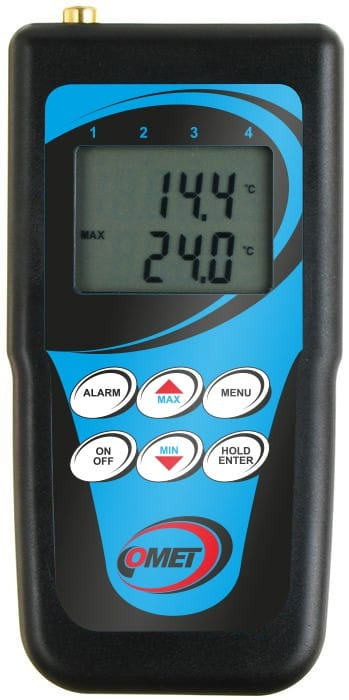 1 2 3 4
14.4 °C
MAX 24.0 °C
ALARM MAX MENU
ON OFF MIN HOLD ENTER
COMET